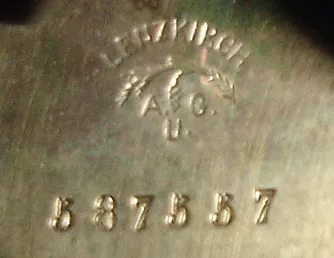 LENZKIRCH
A. G. U.
587557